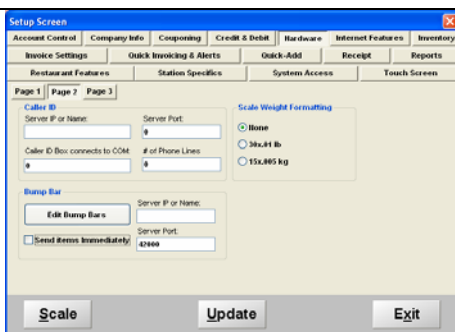 Setup Screen
Account Control Company Info Couponing Credit & Debit Hardware Internet Features Inventory
Invoice Settings Quick Invoicing & Alerts Quick-Add Receipt Reports
Restaurant Features Station Specifics System Access Touch Screen
Page 1 Page 2 Page 3
Caller ID Scale Weight Formatting
Server IP or Name: Server Port:
0 None
Caller ID Box connects to COM: # of Phone Lines 30x.01 lb
0 0 15x.005 kg
Bump Bar
Server IP or Name:
Edit Bump Bars
Server Port:
Send items Immediately 42000
Scale Update Exit